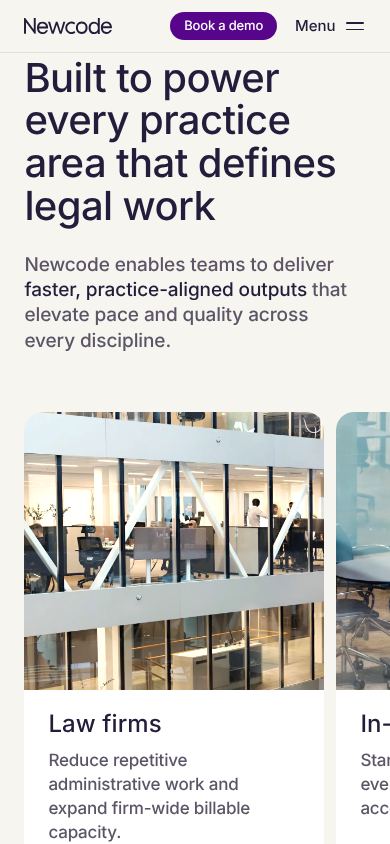 Newcode
Book a demo
Menu
Built to power
every practice
area that defines
legal work
Newcode enables teams to deliver
faster, practice-aligned outputs that
elevate pace and quality across
every discipline.
Law firms
Reduce repetitive
administrative work and
expand firm-wide billable
capacity.
In-